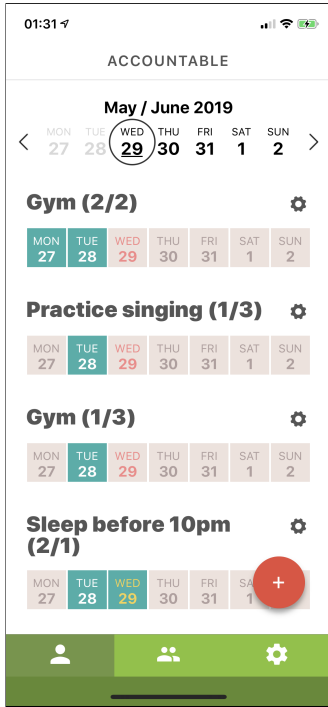 01:31
ACCOUNTABLE
May / June 2019
MON TUE WED THU FRI SAT SUN
27 28 29 30 31 1 2
Gym (2/2)
MON TUE WED THU FRI SAT SUN
27 28 29 30 31 1 2
Practice singing (1/3)
MON TUE WED THU FRI SAT SUN
27 28 29 30 31 1 2
Gym (1/3)
MON TUE WED THU FRI SAT SUN
27 28 29 30 31 1 2
Sleep before 10pm
(2/1)
MON TUE WED THU FRI SUN
27 28 29 30 31 1 2
+